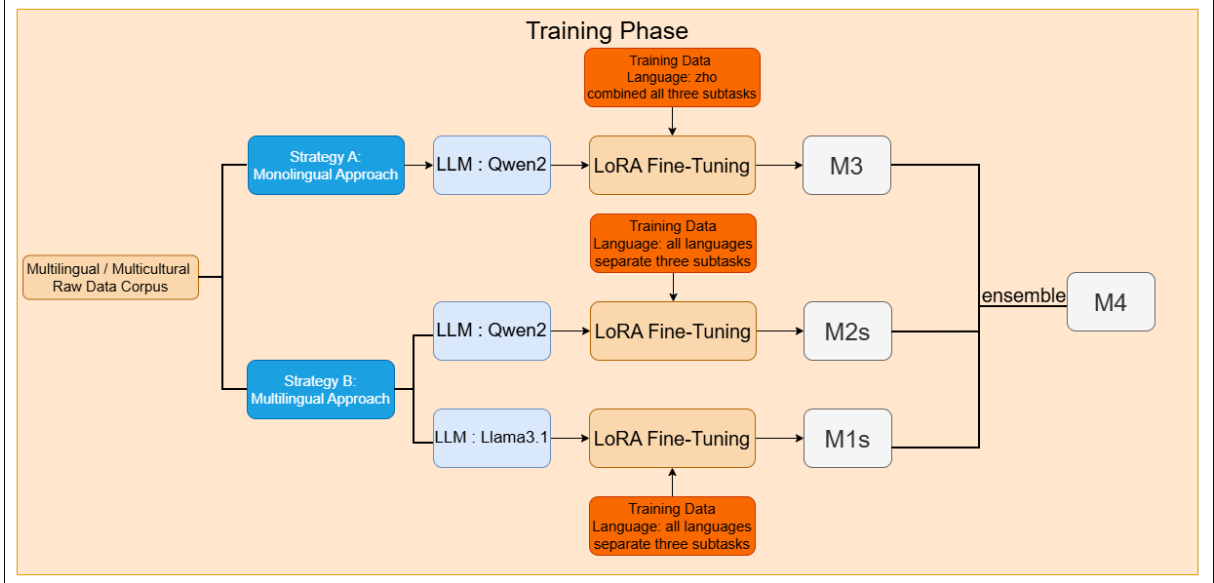 Training Phase
Training Data
Language: zho
combined all three subtasks
Strategy A:
Monolingual Approach
LLM : Qwen2
LoRA Fine-Tuning
M3
Training Data
Language: all languages
separate three subtasks
Multilingual / Multicultural
Raw Data Corpus
LLM : Qwen2
LoRA Fine-Tuning
M2s
ensemble
M4
Strategy B:
Multilingual Approach
LLM : Llama3.1
LoRA Fine-Tuning
M1s
Training Data
Language: all languages
separate three subtasks